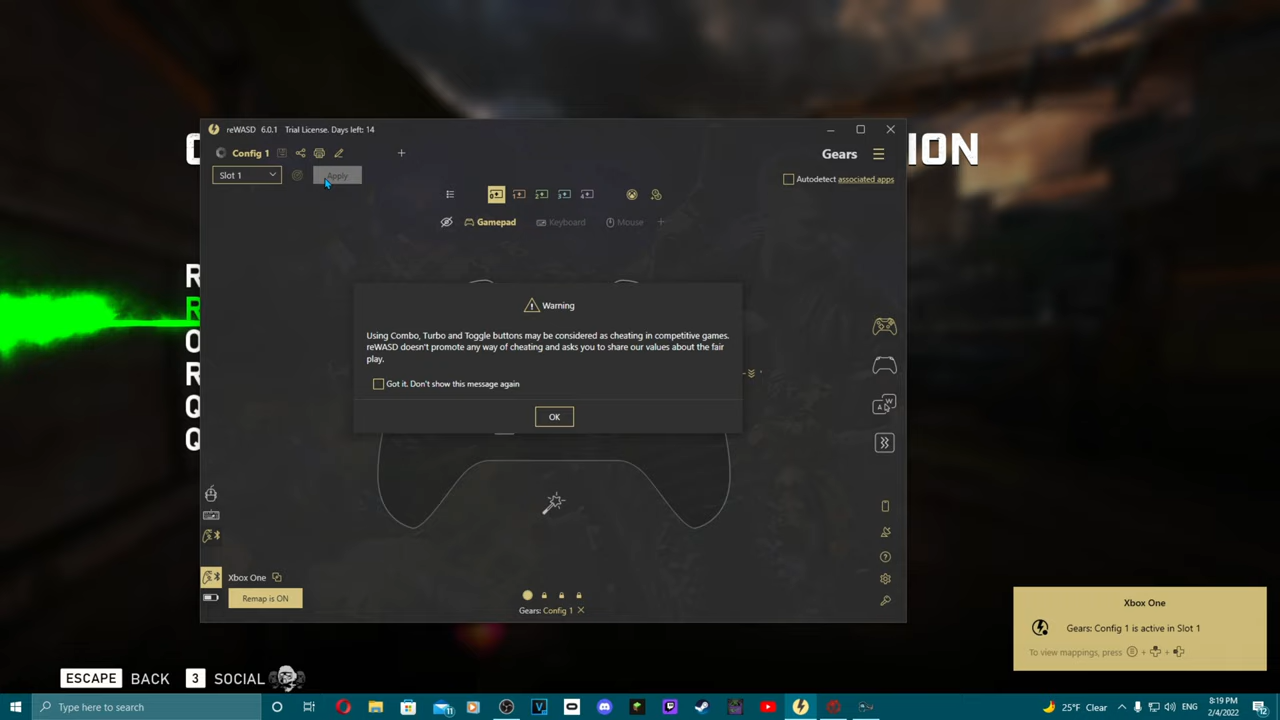 reWASD 6.0.1 Trial License. Days left: 14
Config 1
Gears
Slot 1
Apply
Autodetect associated apps
Gamepad
Keyboard
Mouse
ION
Warning
Using Combo, Turbo and Toggle buttons may be considered as cheating in competitive games.
reWASD doesn't promote any way of cheating and asks you to share our values about the fair
play.
Got it. Don't show this message again
OK
R
R
O
R
Q
Q
Xbox One
Remap is ON
Gears: Config 1
Xbox One
Gears: Config 1 is active in Slot 1
To view mappings, press
ESCAPE BACK 3 SOCIAL
Type here to search
11
25°F Clear
ENG
8:19 PM
2/4/2022
12